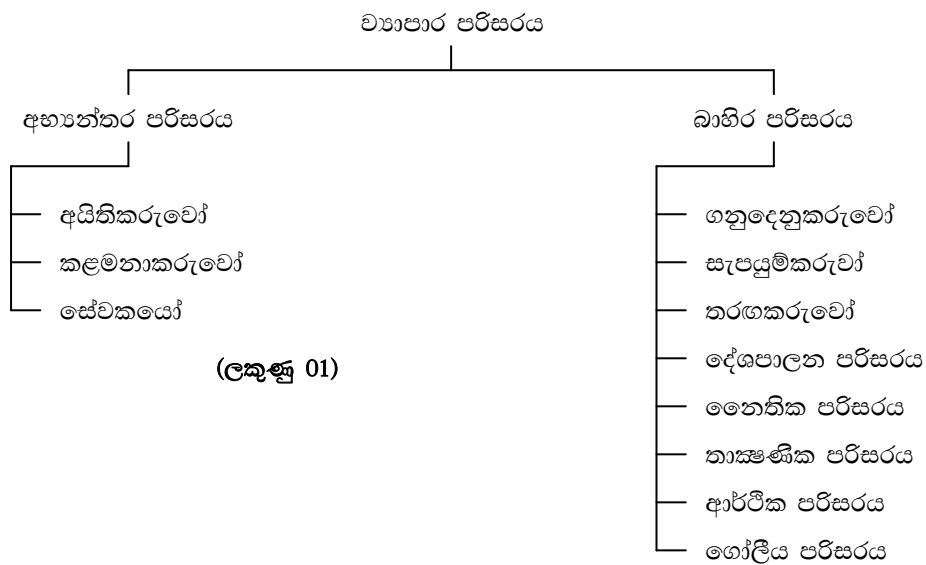 ව්‍යාපාර පරිසරය
අභ්‍යන්තර පරිසරය
අයිතිකරුවෝ
කළමනාකරුවෝ
සේවකයෝ
(ලකුණු 01)
බාහිර පරිසරය
ගනුදෙනුකරුවෝ
සැපයුම්කරුවා්
තරඟකරුවෝ
දේශපාලන පරිසරය
නෛතික පරිසරය
තාක්‍ෂණික පරිසරය
ආර්ථික පරිසරය
ගෝලීය පරිසරය